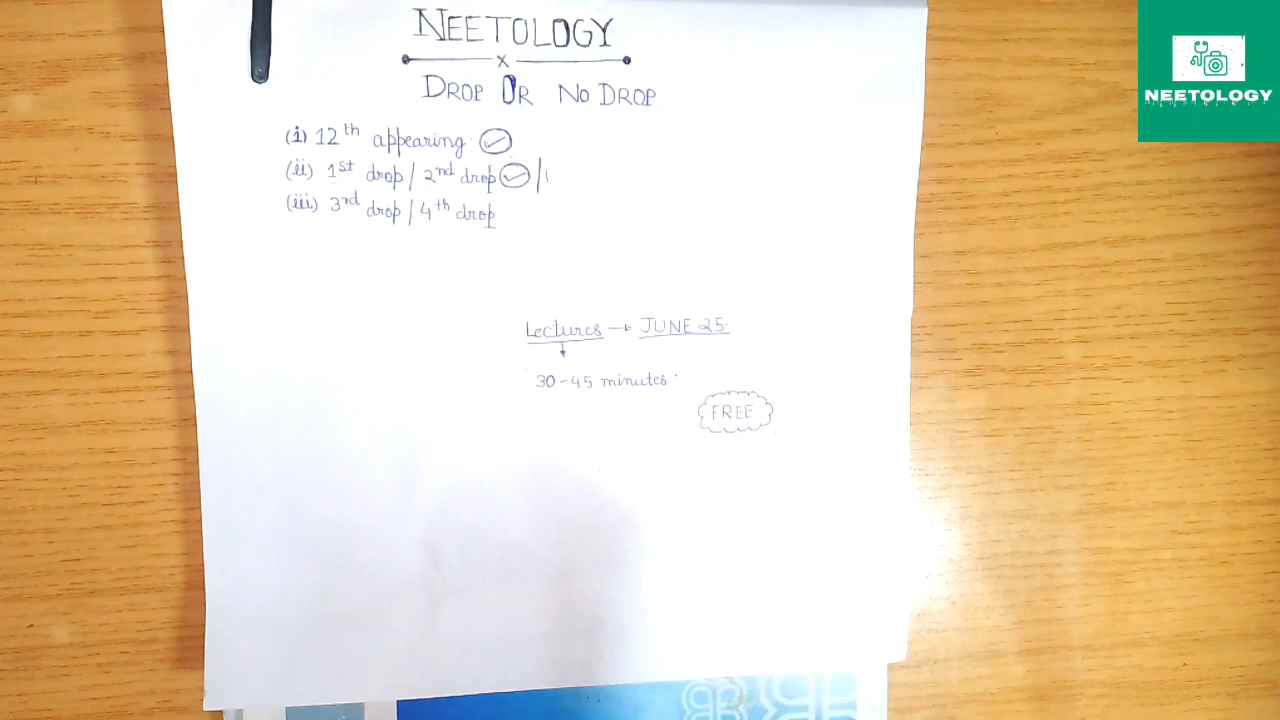 NEETOLOGY
x
DROP OR NO DROP
(i) 12th appearing
(ii) 1st drop / 2nd drop /
(iii) 3rd drop / 4th drop
Lectures → JUNE 25.
30-45 minutes
FREE
NEETOLOGY